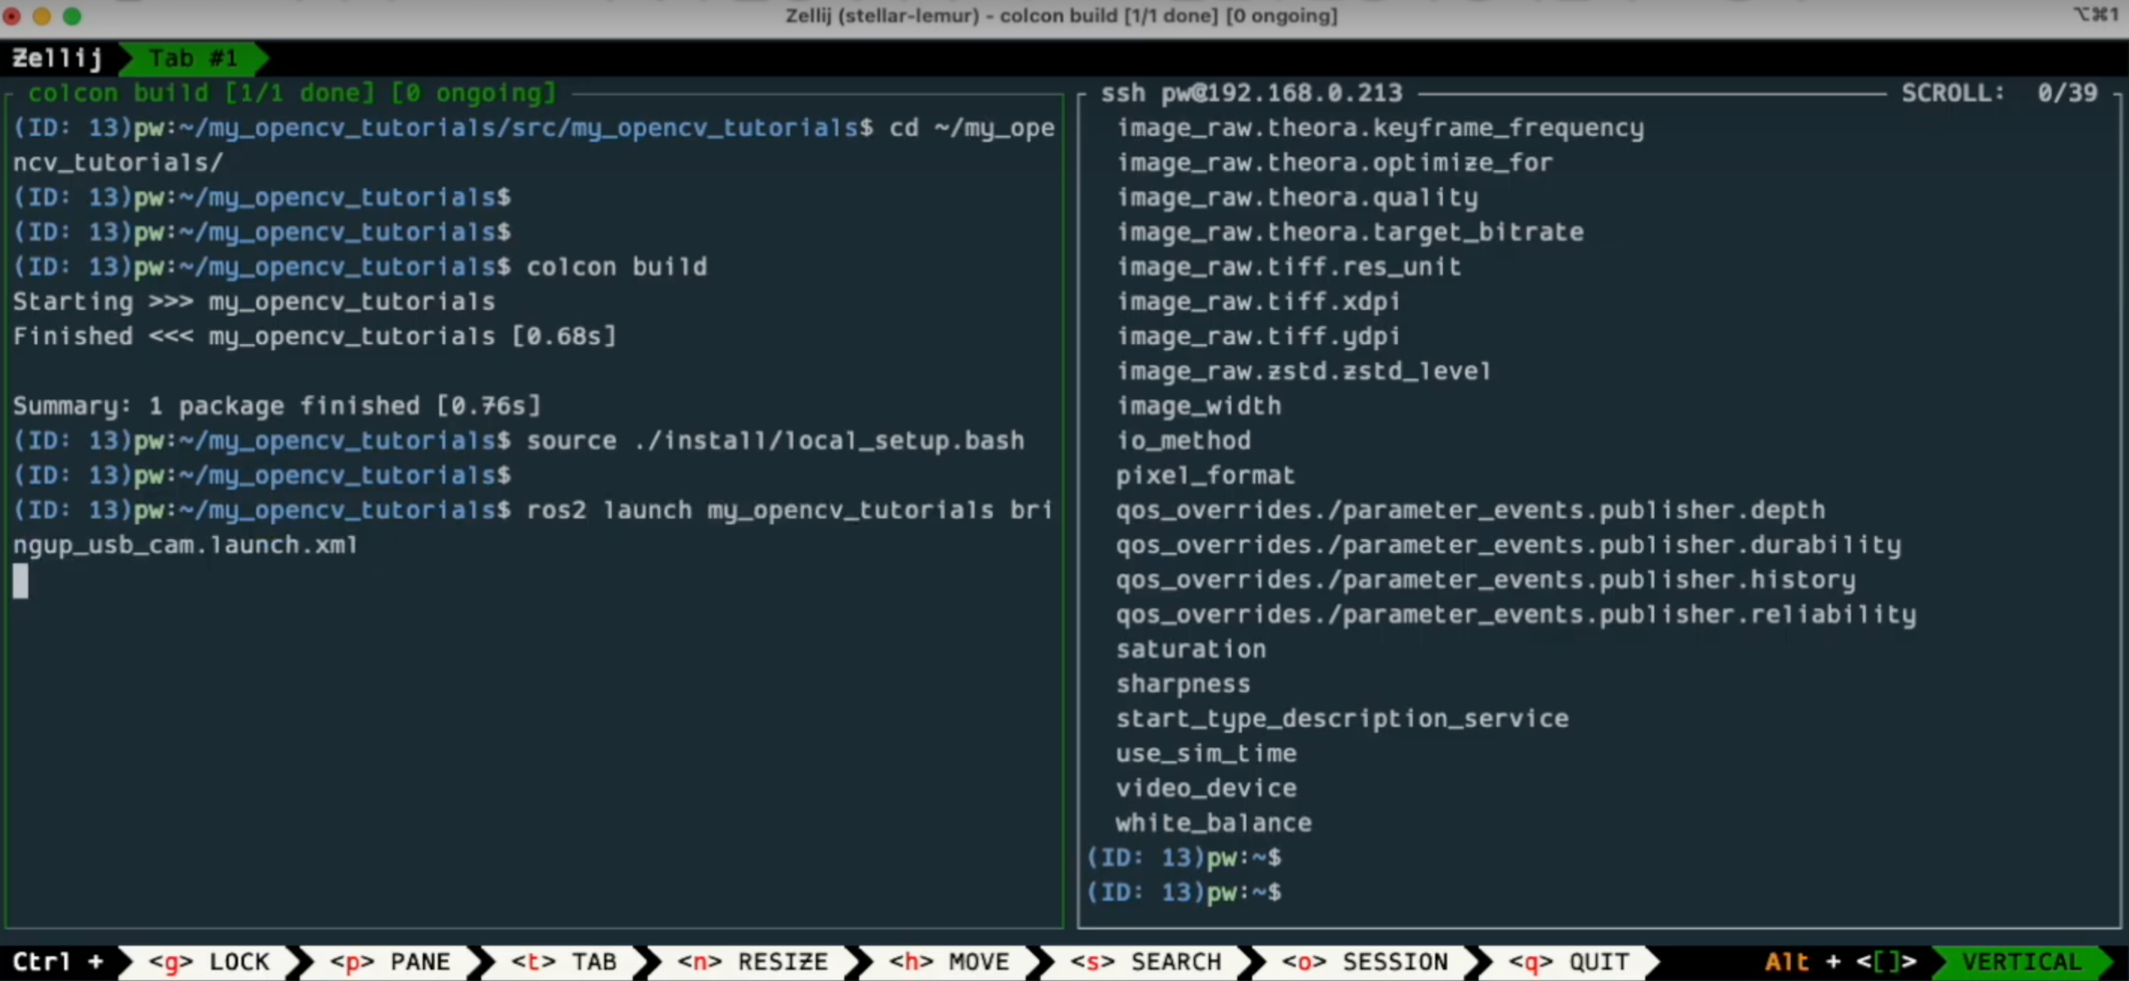 Zellij (stellar-lemur) - colcon build [1/1 done] [0 ongoing]
⌥⌘1
Zellij Tab #1
colcon build [1/1 done] [0 ongoing]
(ID: 13)pw:~/my_opencv_tutorials/src/my_opencv_tutorials$ cd ~/my_ope
ncv_tutorials/
(ID: 13)pw:~/my_opencv_tutorials$
(ID: 13)pw:~/my_opencv_tutorials$
(ID: 13)pw:~/my_opencv_tutorials$ colcon build
Starting >>> my_opencv_tutorials
Finished <<< my_opencv_tutorials [0.68s]
Summary: 1 package finished [0.76s]
(ID: 13)pw:~/my_opencv_tutorials$ source ./install/local_setup.bash
(ID: 13)pw:~/my_opencv_tutorials$
(ID: 13)pw:~/my_opencv_tutorials$ ros2 launch my_opencv_tutorials bri
ngup_usb_cam.launch.xml
ssh pw@192.168.0.213 SCROLL: 0/39
image_raw.theora.keyframe_frequency
image_raw.theora.optimize_for
image_raw.theora.quality
image_raw.theora.target_bitrate
image_raw.tiff.res_unit
image_raw.tiff.xdpi
image_raw.tiff.ydpi
image_raw.zstd.zstd_level
image_width
io_method
pixel_format
qos_overrides./parameter_events.publisher.depth
qos_overrides./parameter_events.publisher.durability
qos_overrides./parameter_events.publisher.history
qos_overrides./parameter_events.publisher.reliability
saturation
sharpness
start_type_description_service
use_sim_time
video_device
white_balance
(ID: 13)pw:~$
(ID: 13)pw:~$
Ctrl + <g> LOCK <p> PANE <t> TAB <n> RESIZE <h> MOVE <s> SEARCH <o> SESSION <q> QUIT Alt + <[]> VERTICAL